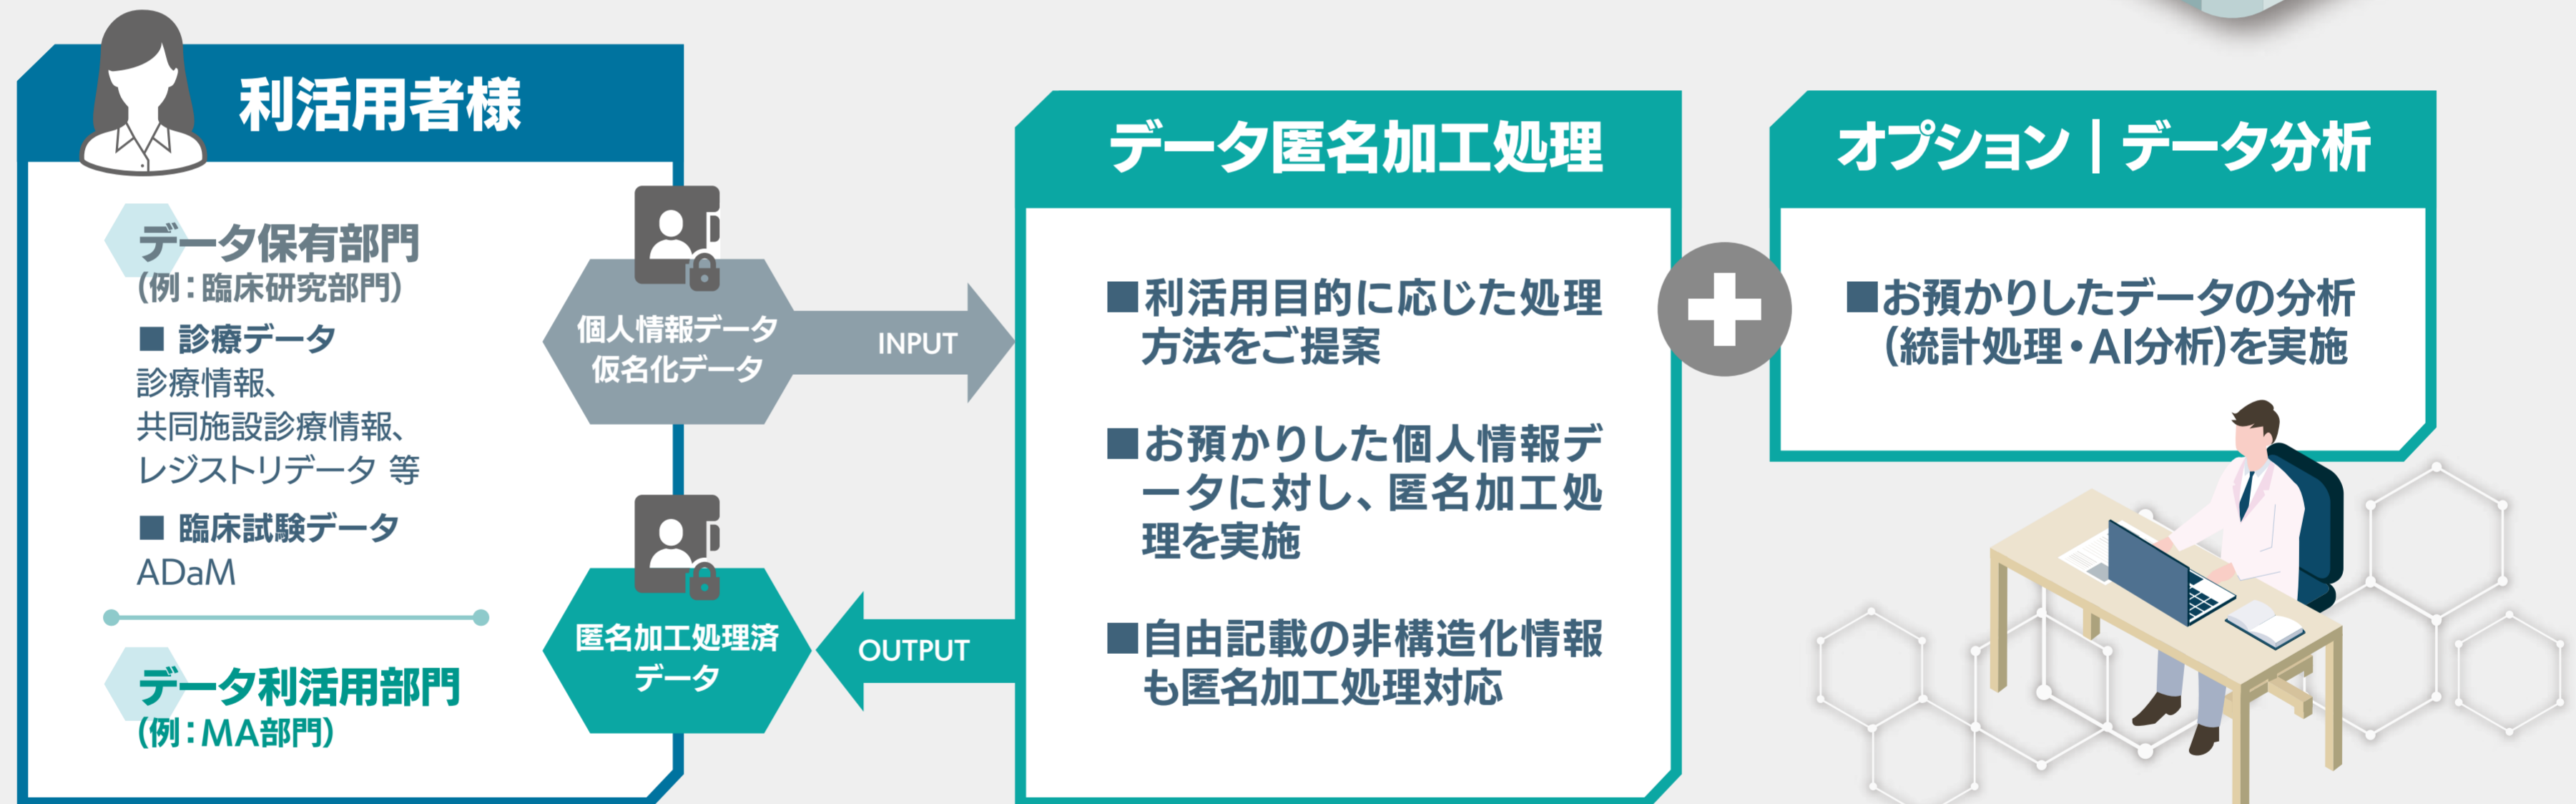 利活用者様
データ保有部門
(例：臨床研究部門)
■ 診療データ
診療情報、
共同施設診療情報、
レジストリデータ 等
■ 臨床試験データ
ADaM
データ利活用部門
(例：MA部門)
個人情報データ
仮名化データ
INPUT
匿名加工処理済
データ
OUTPUT
データ匿名加工処理
■利活用目的に応じた処理
方法をご提案
■お預かりした個人情報デ
ータに対し、匿名加工処
理を実施
■自由記載の非構造化情報
も匿名加工処理対応
オプション｜データ分析
■お預かりしたデータの分析
(統計処理・AI分析)を実施